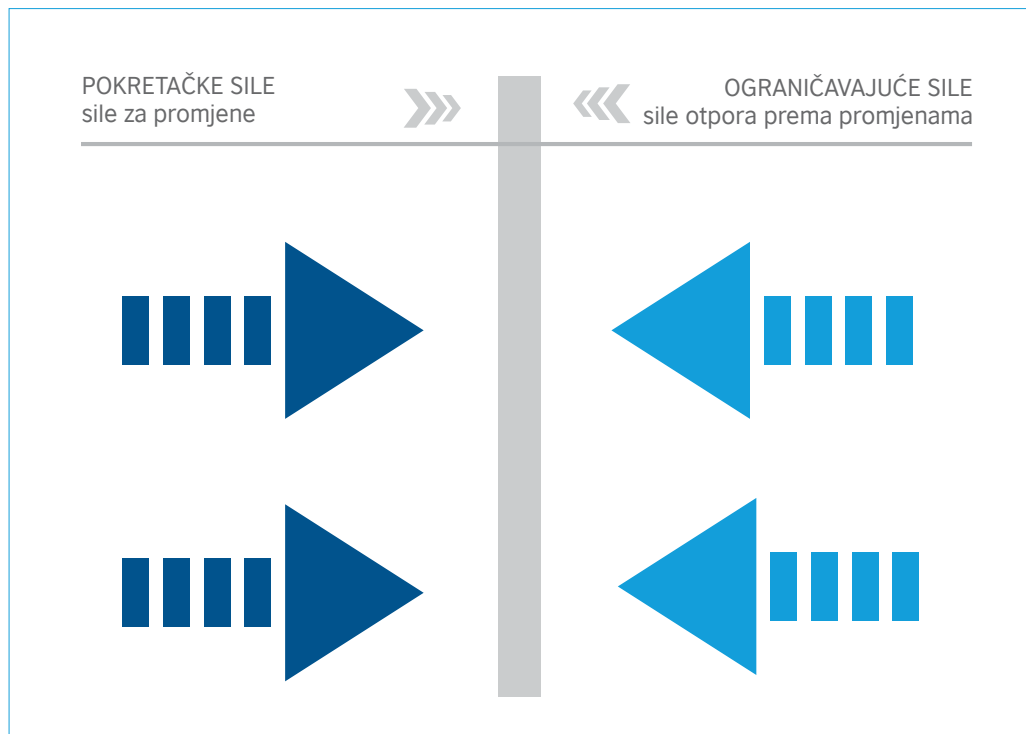 POKRETAČKE SILE
sile za promjene
OGRANIČAVAJUĆE SILE
sile otpora prema promjenama